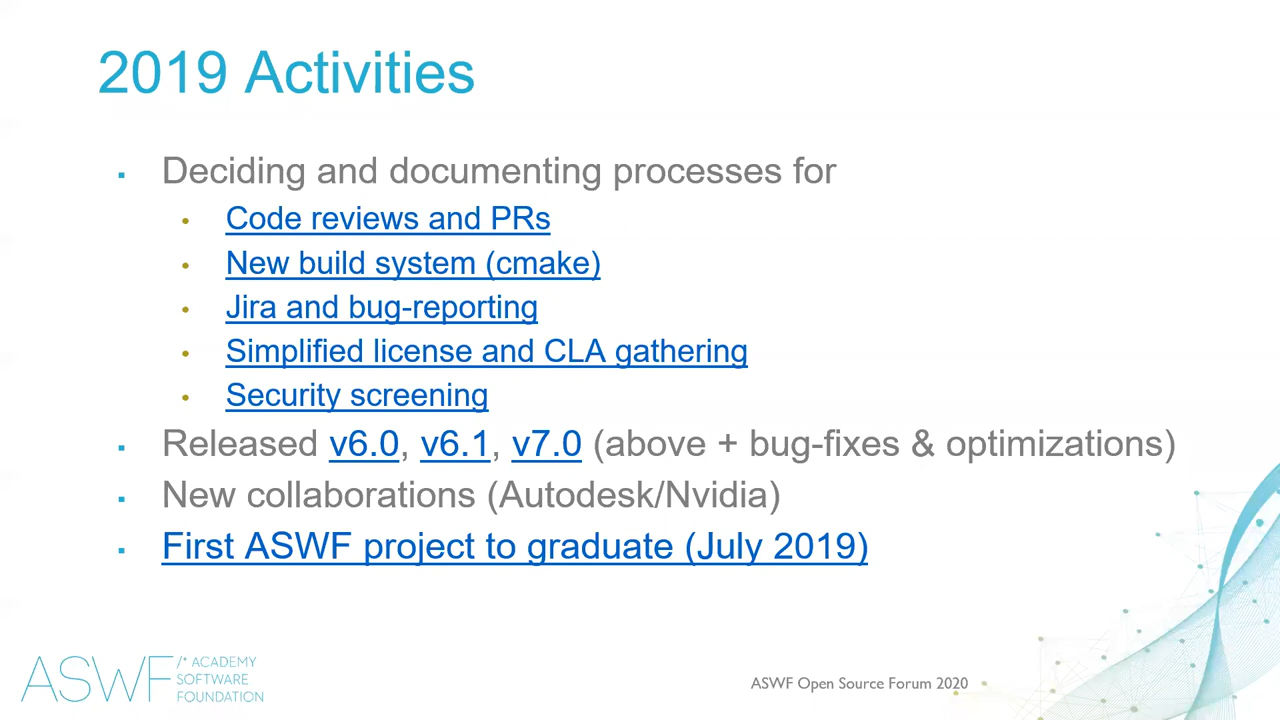 2019 Activities
Deciding and documenting processes for
Code reviews and PRs
New build system (cmake)
Jira and bug-reporting
Simplified license and CLA gathering
Security screening
Released v6.0, v6.1, v7.0 (above + bug-fixes & optimizations)
New collaborations (Autodesk/Nvidia)
First ASWF project to graduate (July 2019)
ASWF /* ACADEMY
SOFTWARE
FOUNDATION
ASWF Open Source Forum 2020